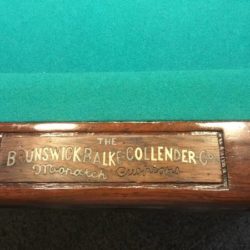 THE
BRUNSWICK-BALKE-COLLENDER-Co.
Monarch Cushions